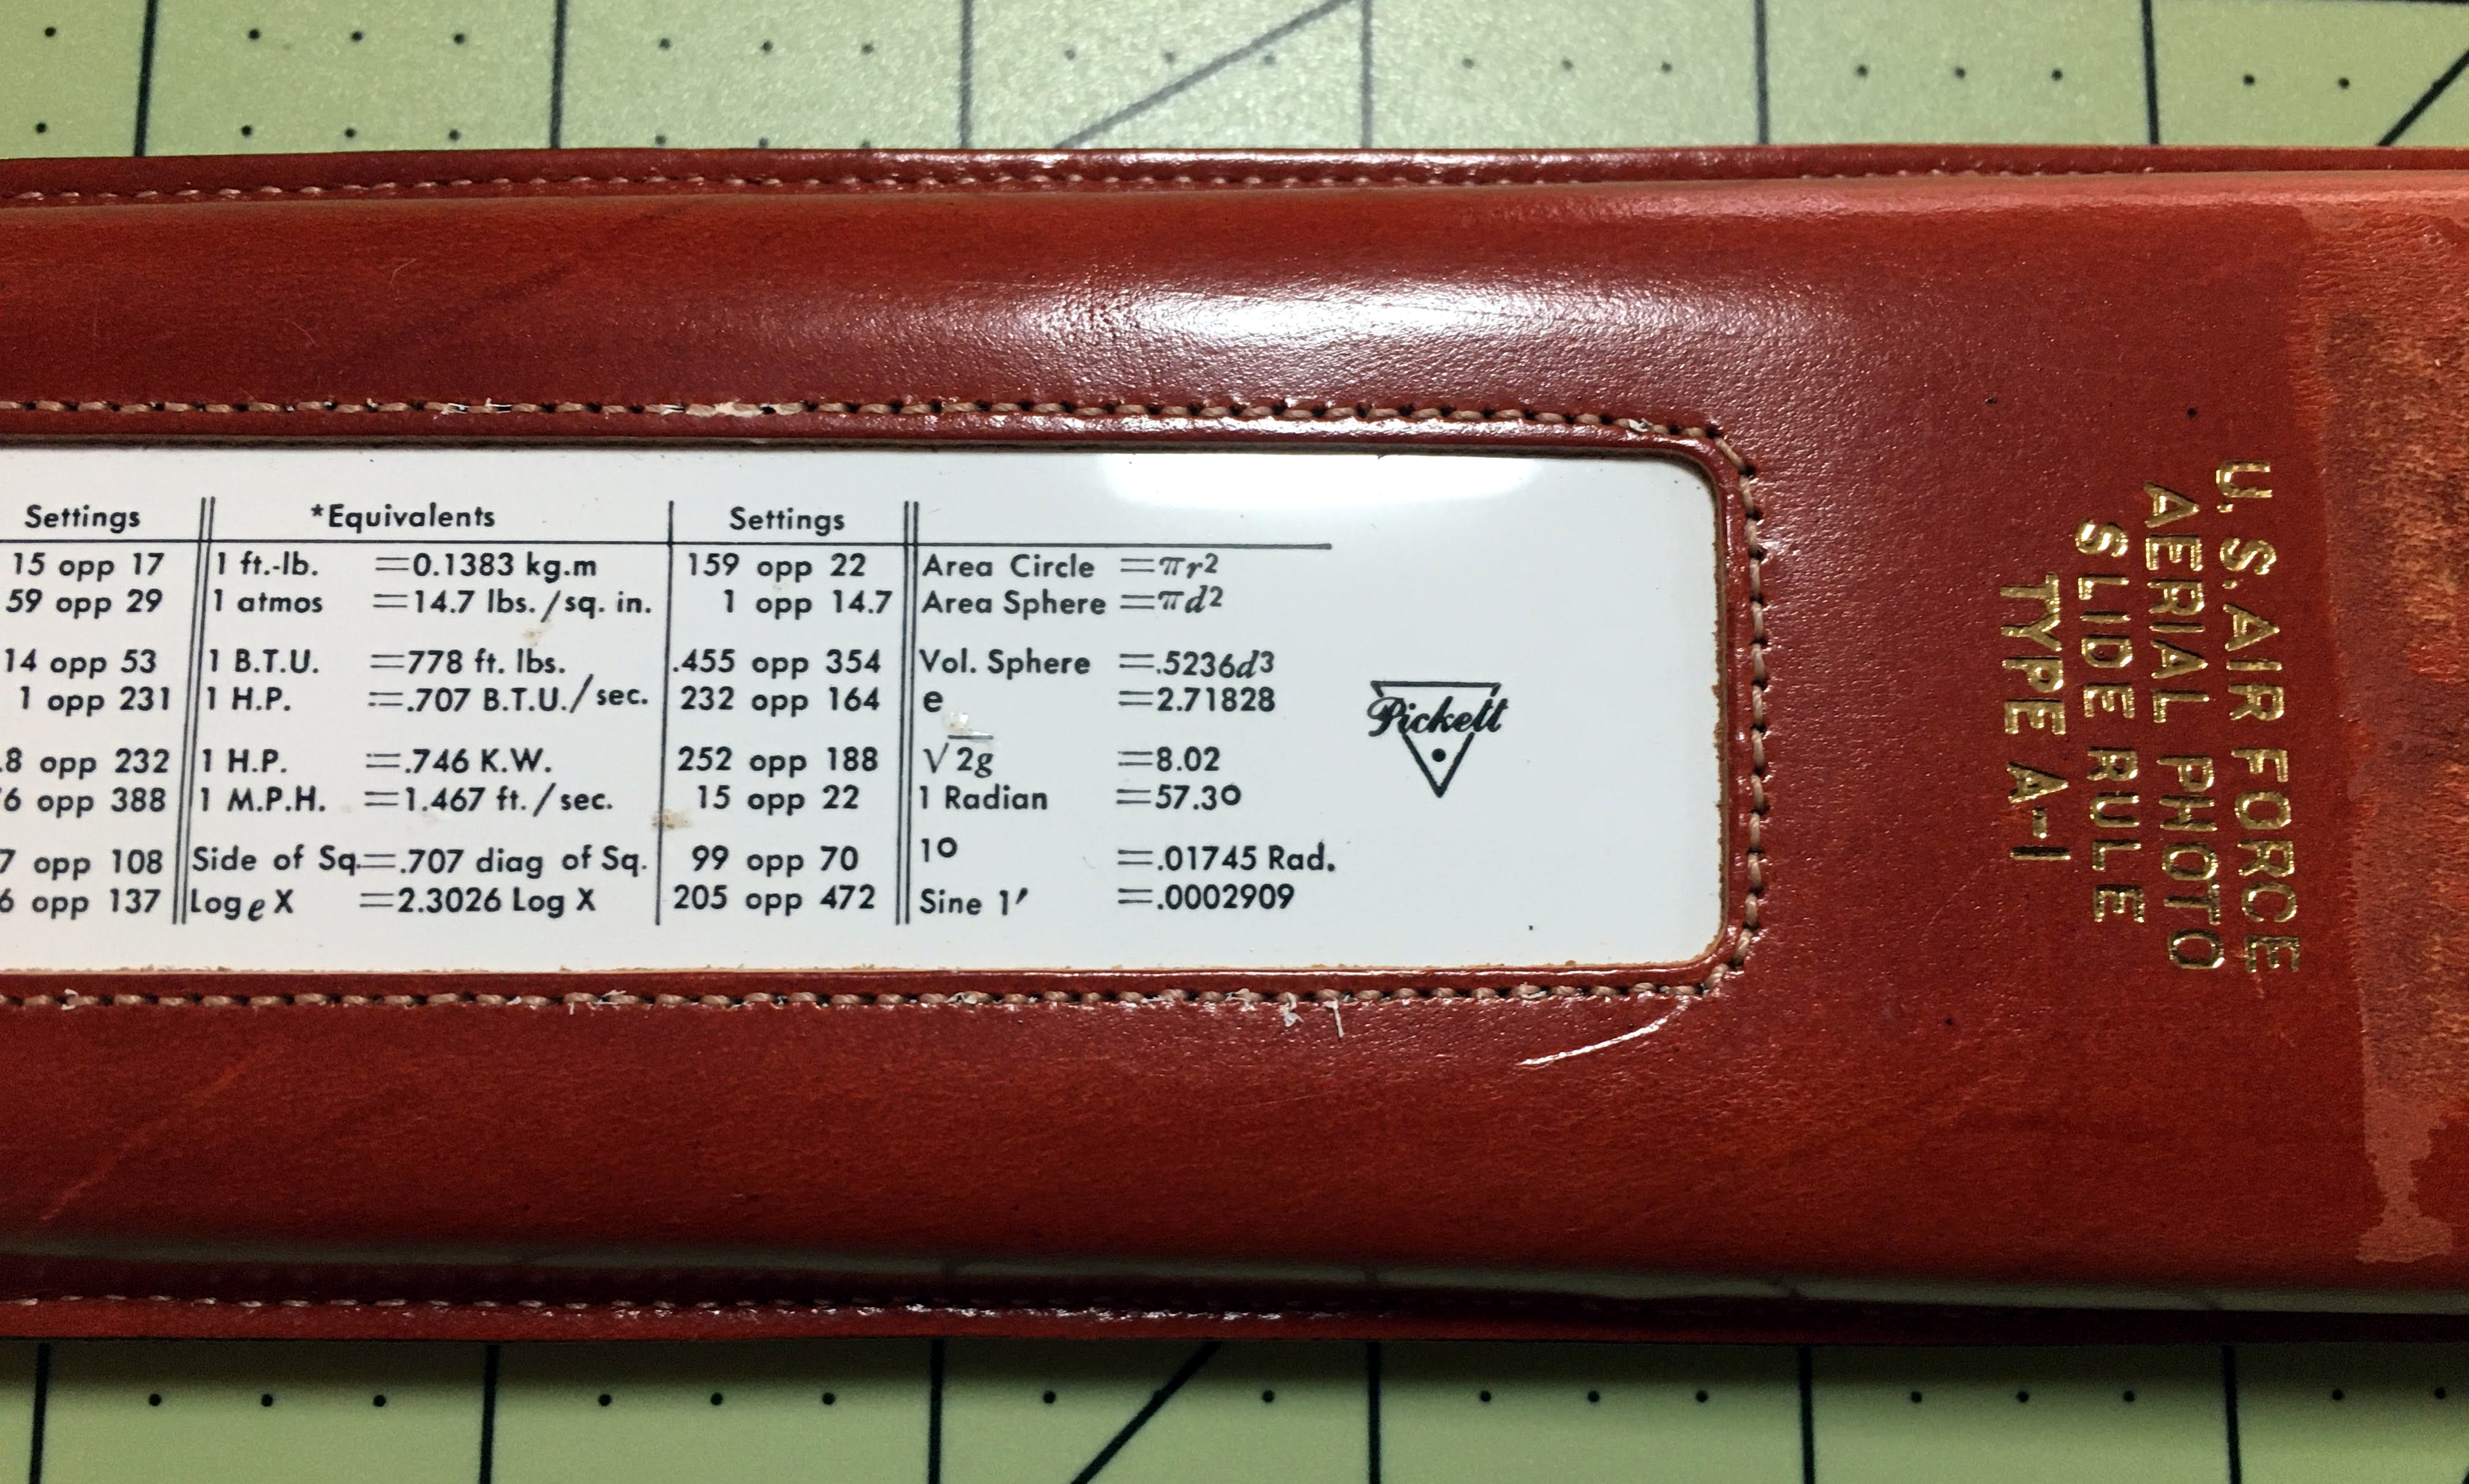 Settings *Equivalents Settings
15 opp 17 1 ft.-lb. =0.1383 kg.m 159 opp 22 Area Circle =πr2
59 opp 29 1 atmos =14.7 lbs./sq. in. 1 opp 14.7 Area Sphere =πd2
14 opp 53 1 B.T.U. =778 ft. lbs. .455 opp 354 Vol. Sphere =.5236d3
1 opp 231 1 H.P. =.707 B.T.U./sec. 232 opp 164 e =2.71828
.8 opp 232 1 H.P. =.746 K.W. 252 opp 188 √2g =8.02
6 opp 388 1 M.P.H. =1.467 ft./sec. 15 opp 22 1 Radian =57.3°
7 opp 108 Side of Sq.=.707 diag of Sq. 99 opp 70 1° =.01745 Rad.
6 opp 137 Log e X =2.3026 Log X 205 opp 472 Sine 1′ =.0002909
Pickett
U.S. AIR FORCE
AERIAL PHOTO
SLIDE RULE
TYPE A-1